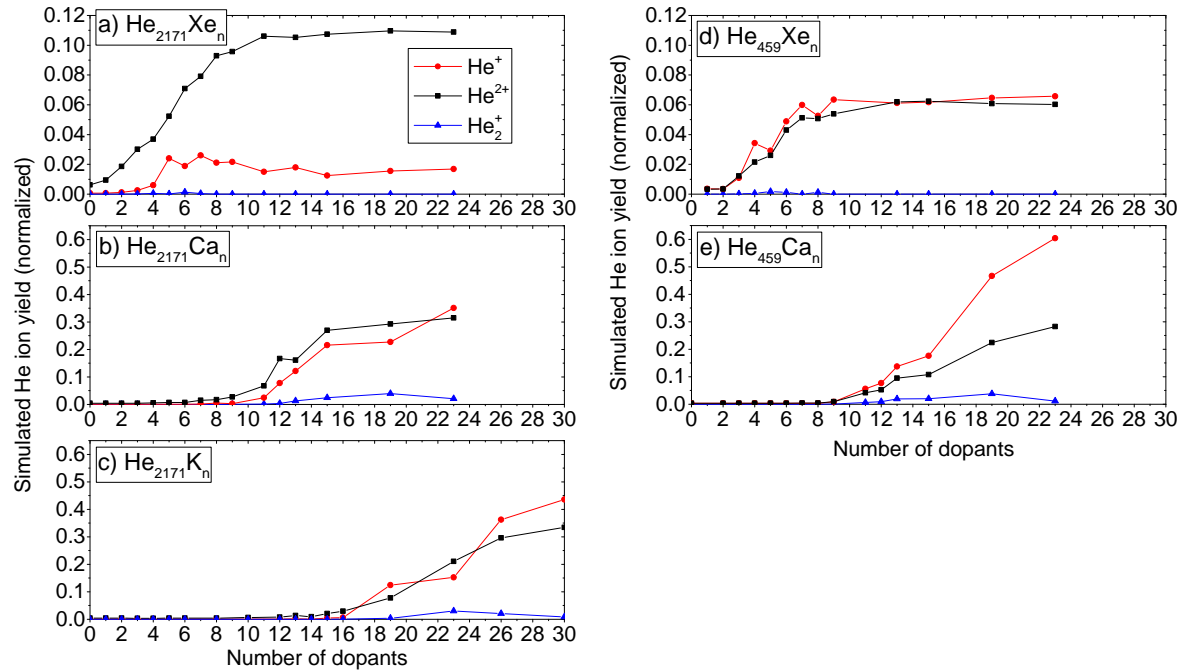 a) He₂₁₇₁Xeₙ
0.12
0.10
0.08
0.06
0.04
0.02
0.00
He⁺
He²⁺
He₂⁺
0 2 4 6 8 10 12 14 16 18 20 22 24 26 28 30
b) He₂₁₇₁Caₙ
0.6
0.5
0.4
0.3
0.2
0.1
0.0
0 2 4 6 8 10 12 14 16 18 20 22 24 26 28 30
c) He₂₁₇₁Kₙ
0.6
0.5
0.4
0.3
0.2
0.1
0.0
0 2 4 6 8 10 12 14 16 18 20 22 24 26 28 30
Number of dopants
Simulated He ion yield (normalized)
d) He₄₅₉Xeₙ
0.12
0.10
0.08
0.06
0.04
0.02
0.00
0 2 4 6 8 10 12 14 16 18 20 22 24 26 28 30
e) He₄₅₉Caₙ
0.6
0.5
0.4
0.3
0.2
0.1
0.0
0 2 4 6 8 10 12 14 16 18 20 22 24 26 28 30
Number of dopants
Simulated He ion yield (normalized)